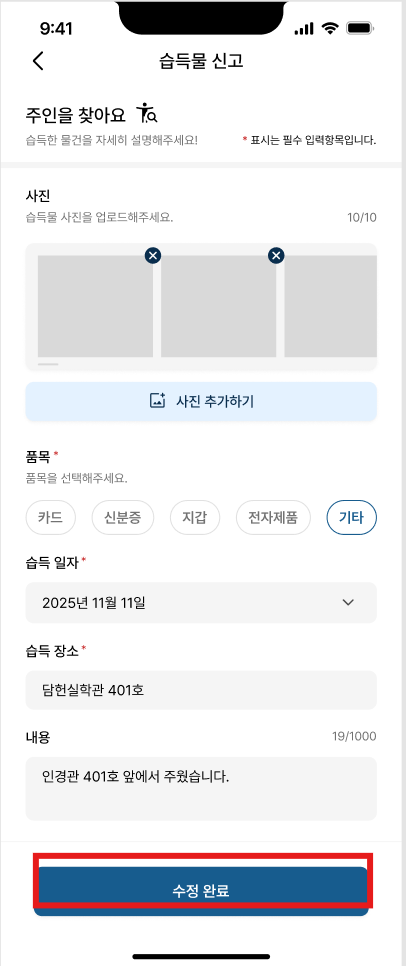 9:41
습득물 신고
주인을 찾아요
습득한 물건을 자세히 설명해주세요!
* 표시는 필수 입력항목입니다.
사진
습득물 사진을 업로드해주세요.
10/10
사진 추가하기
품목 *
품목을 선택해주세요.
카드
신분증
지갑
전자제품
기타
습득 일자 *
2025년 11월 11일
습득 장소 *
담헌실학관 401호
내용
19/1000
인경관 401호 앞에서 주웠습니다.
수정 완료